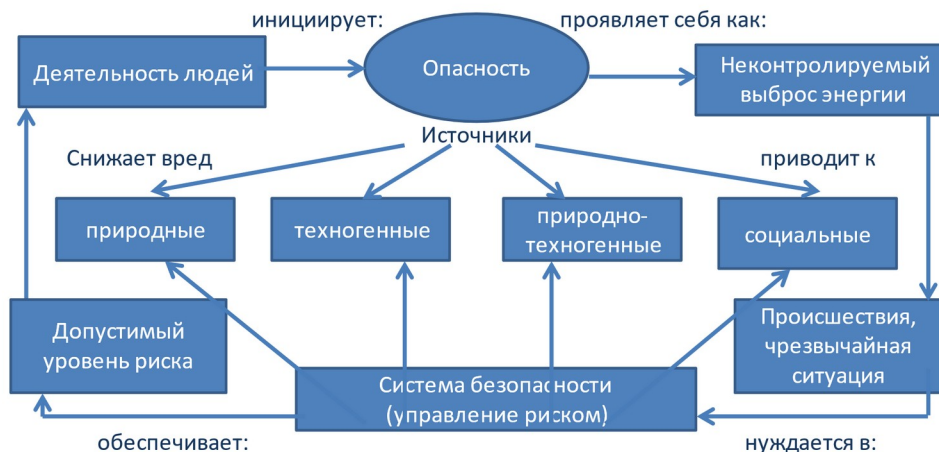 инициирует:
проявляет себя как:
Деятельность людей
Опасность
Неконтролируемый
выброс энергии
Источники
Снижает вред
приводит к
природные
техногенные
природно-
техногенные
социальные
Допустимый
уровень риска
Происшествия,
чрезвычайная
ситуация
Система безопасности
(управление риском)
обеспечивает:
нуждается в: